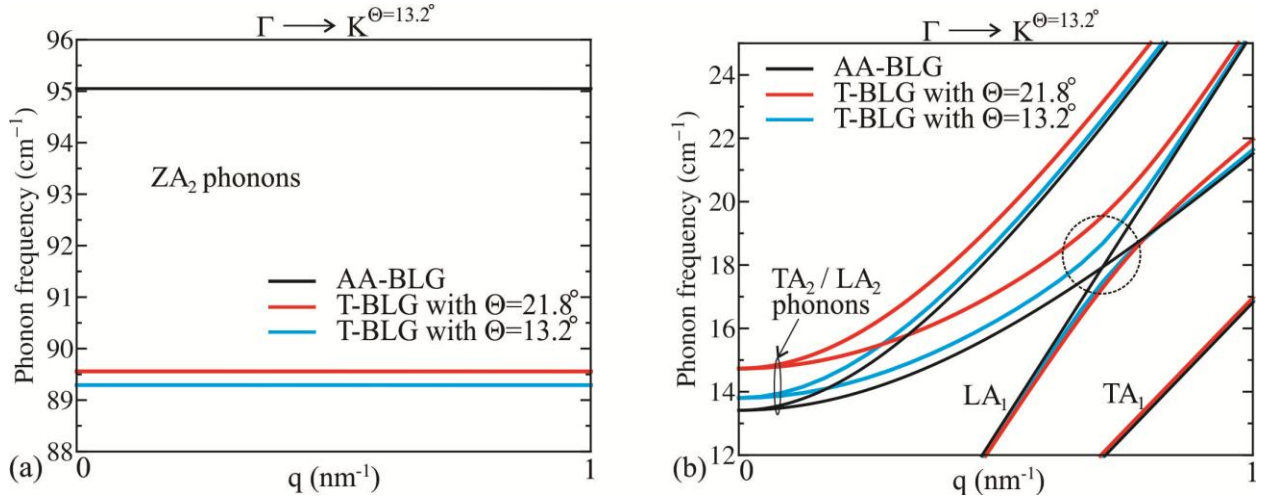 Γ → K^Θ=13.2°
96
95
94
93
92
91
90
89
88
Phonon frequency (cm⁻¹)
ZA₂ phonons
AA-BLG
T-BLG with Θ=21.8°
T-BLG with Θ=13.2°
(a)
0
q (nm⁻¹)
1
Γ → K^Θ=13.2°
24
22
20
18
16
14
12
Phonon frequency (cm⁻¹)
AA-BLG
T-BLG with Θ=21.8°
T-BLG with Θ=13.2°
TA₂ / LA₂
phonons
LA₁
TA₁
(b)
0
q (nm⁻¹)
1